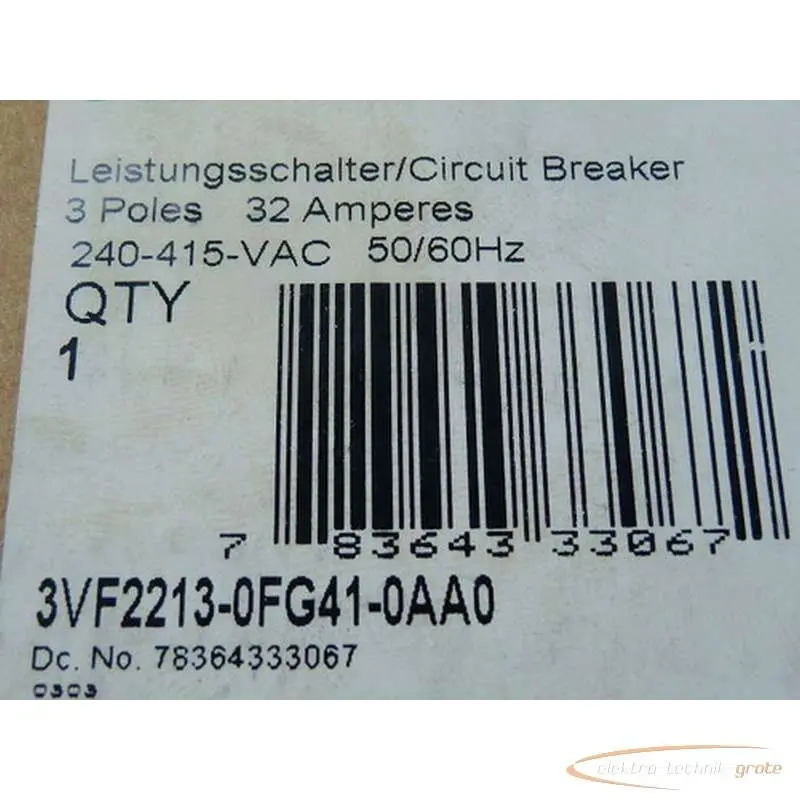 Leistungsschalter/Circuit Breaker
3 Poles 32 Amperes
240-415-VAC 50/60Hz
QTY
1
7 83643 33067
3VF2213-0FG41-0AA0
Dc. No. 78364333067
0303
elektro-technik grote